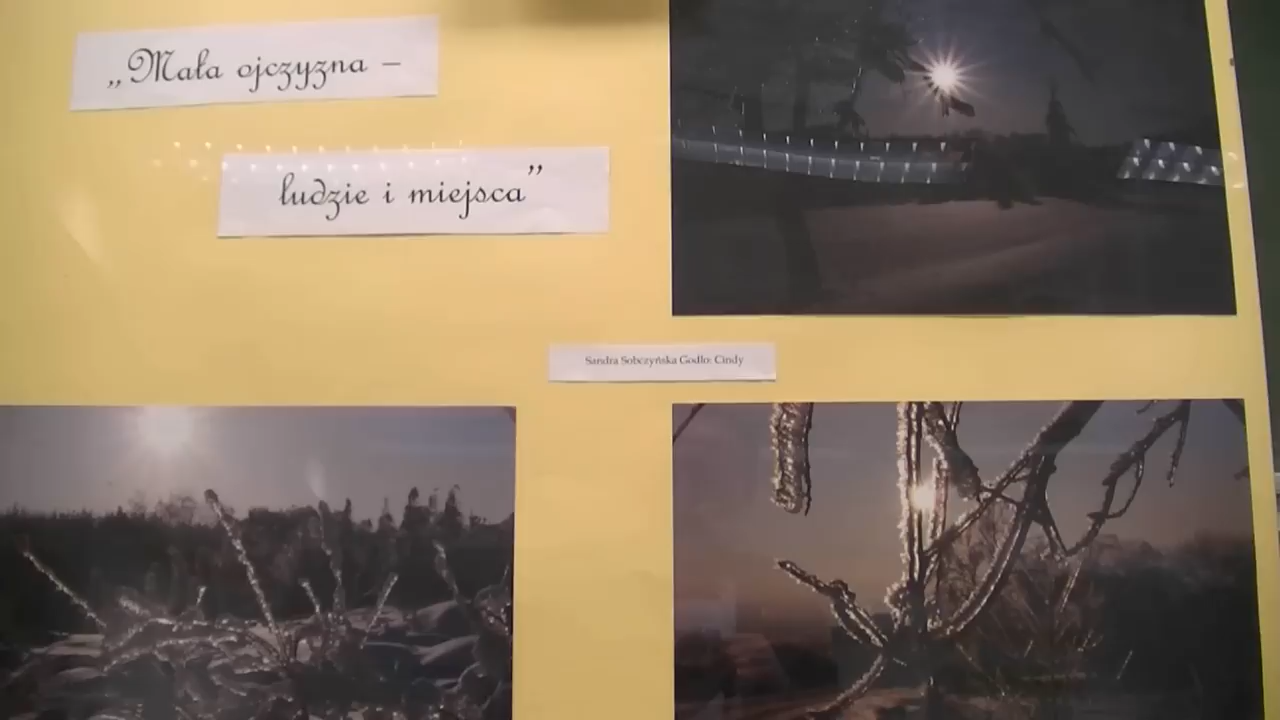 „Mała ojczyzna –
ludzie i miejsca”
Sandra Sobczyńska Godło: Cindy